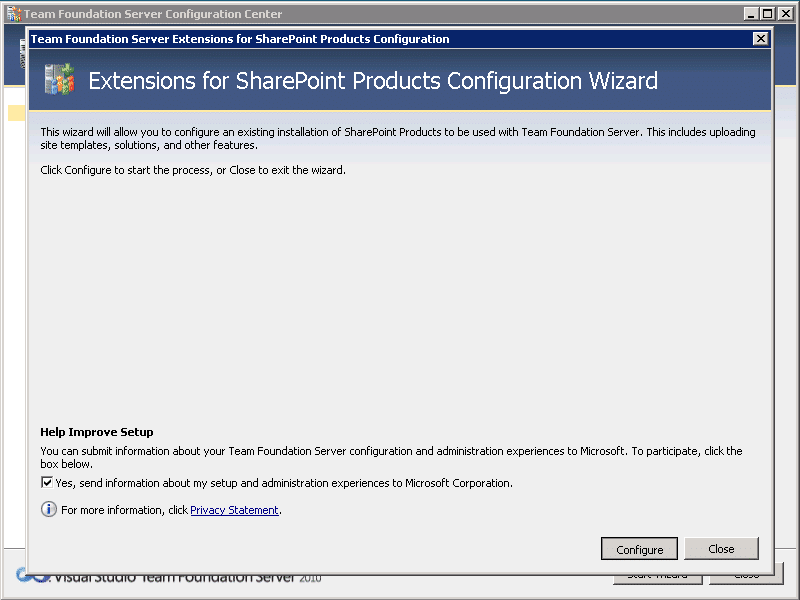 Team Foundation Server Configuration Center
Team Foundation Server Extensions for SharePoint Products Configuration
Extensions for SharePoint Products Configuration Wizard
This wizard will allow you to configure an existing installation of SharePoint Products to be used with Team Foundation Server. This includes uploading
site templates, solutions, and other features.
Click Configure to start the process, or Close to exit the wizard.
Help Improve Setup
You can submit information about your Team Foundation Server configuration and administration experiences to Microsoft. To participate, click the
box below.
Yes, send information about my setup and administration experiences to Microsoft Corporation.
For more information, click Privacy Statement.
Configure Close
Visual Studio Team Foundation Server 2010
Start Wizard Close